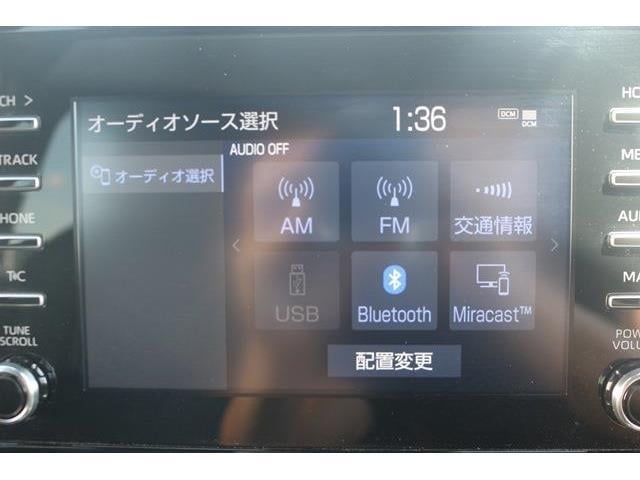 オーディオソース選択
1:36
DCM
DCM
AUDIO OFF
オーディオ選択
AM
FM
交通情報
USB
Bluetooth
Miracast™
配置変更
CH >
TRACK
PHONE
TUNE
SCROLL
HO
ME
AU
MA
POW
VOLU